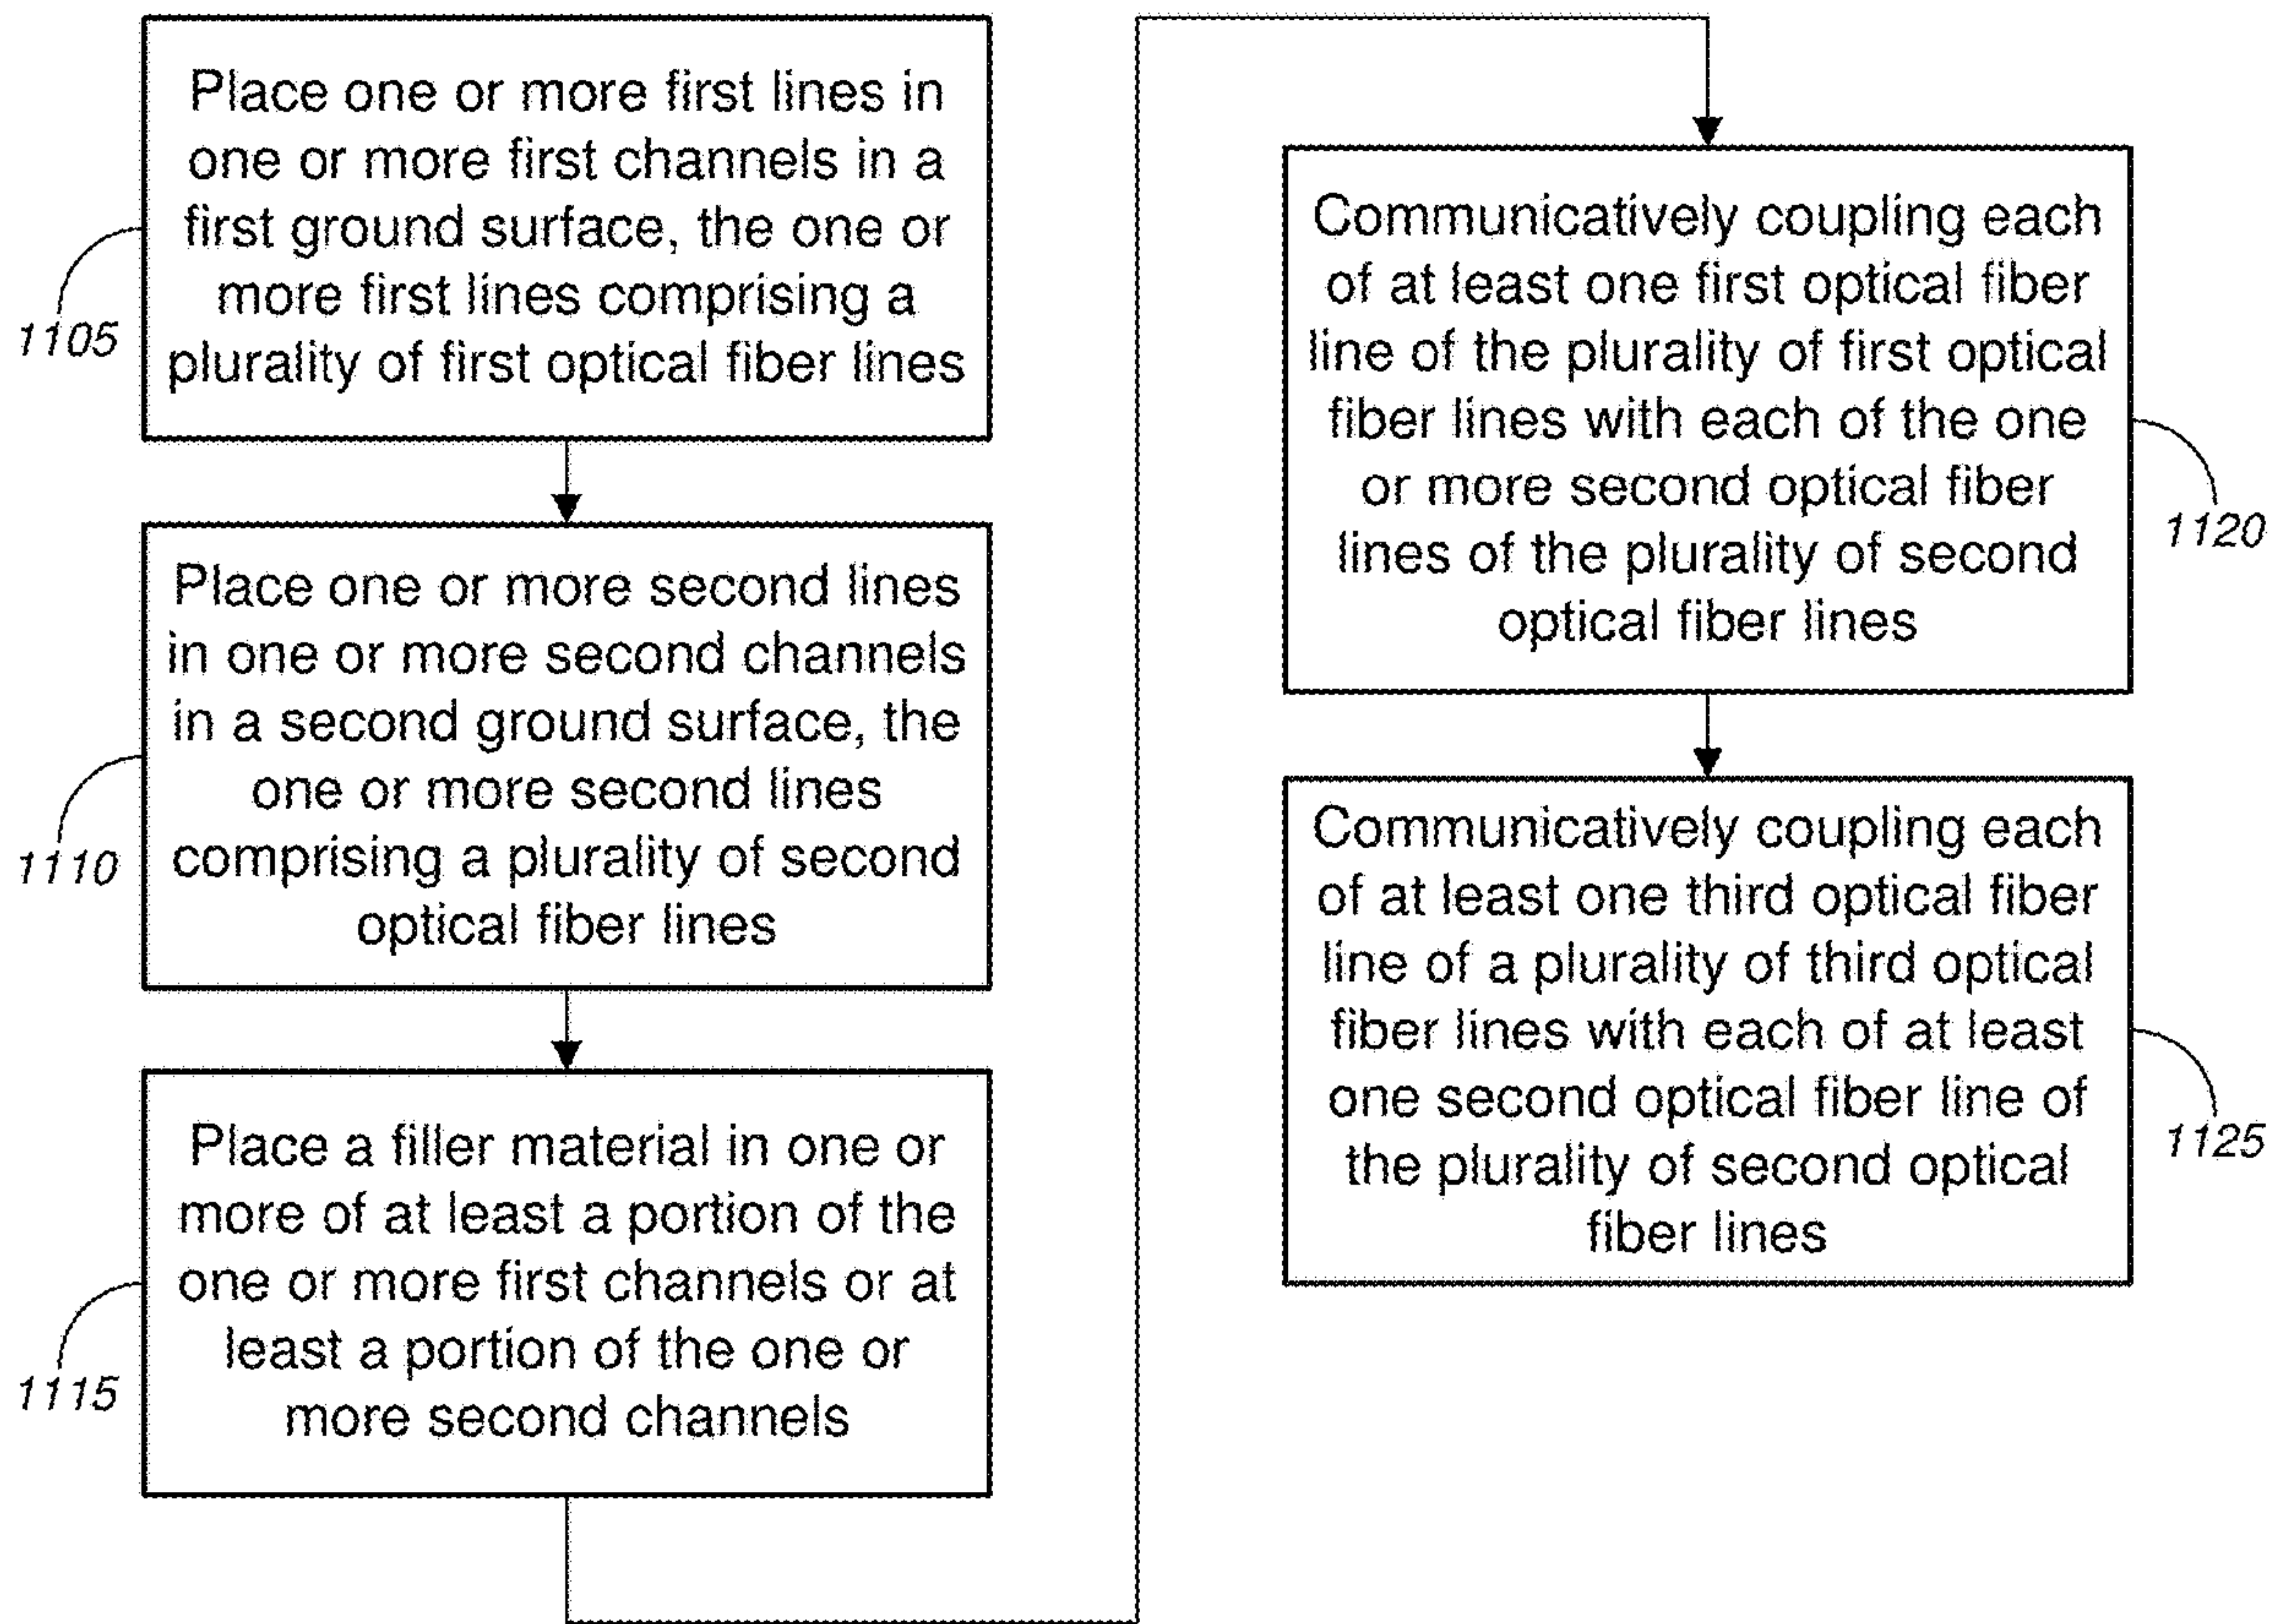 Place one or more first lines in
one or more first channels in a
first ground surface, the one or
more first lines comprising a
plurality of first optical fiber lines
1105
Place one or more second lines
in one or more second channels
in a second ground surface, the
one or more second lines
comprising a plurality of second
optical fiber lines
1110
Place a filler material in one or
more of at least a portion of the
one or more first channels or at
least a portion of the one or
more second channels
1115
Communicatively coupling each
of at least one first optical fiber
line of the plurality of first optical
fiber lines with each of the one
or more second optical fiber
lines of the plurality of second
optical fiber lines
1120
Communicatively coupling each
of at least one third optical fiber
line of a plurality of third optical
fiber lines with each of at least
one second optical fiber line of
the plurality of second optical
fiber lines
1125